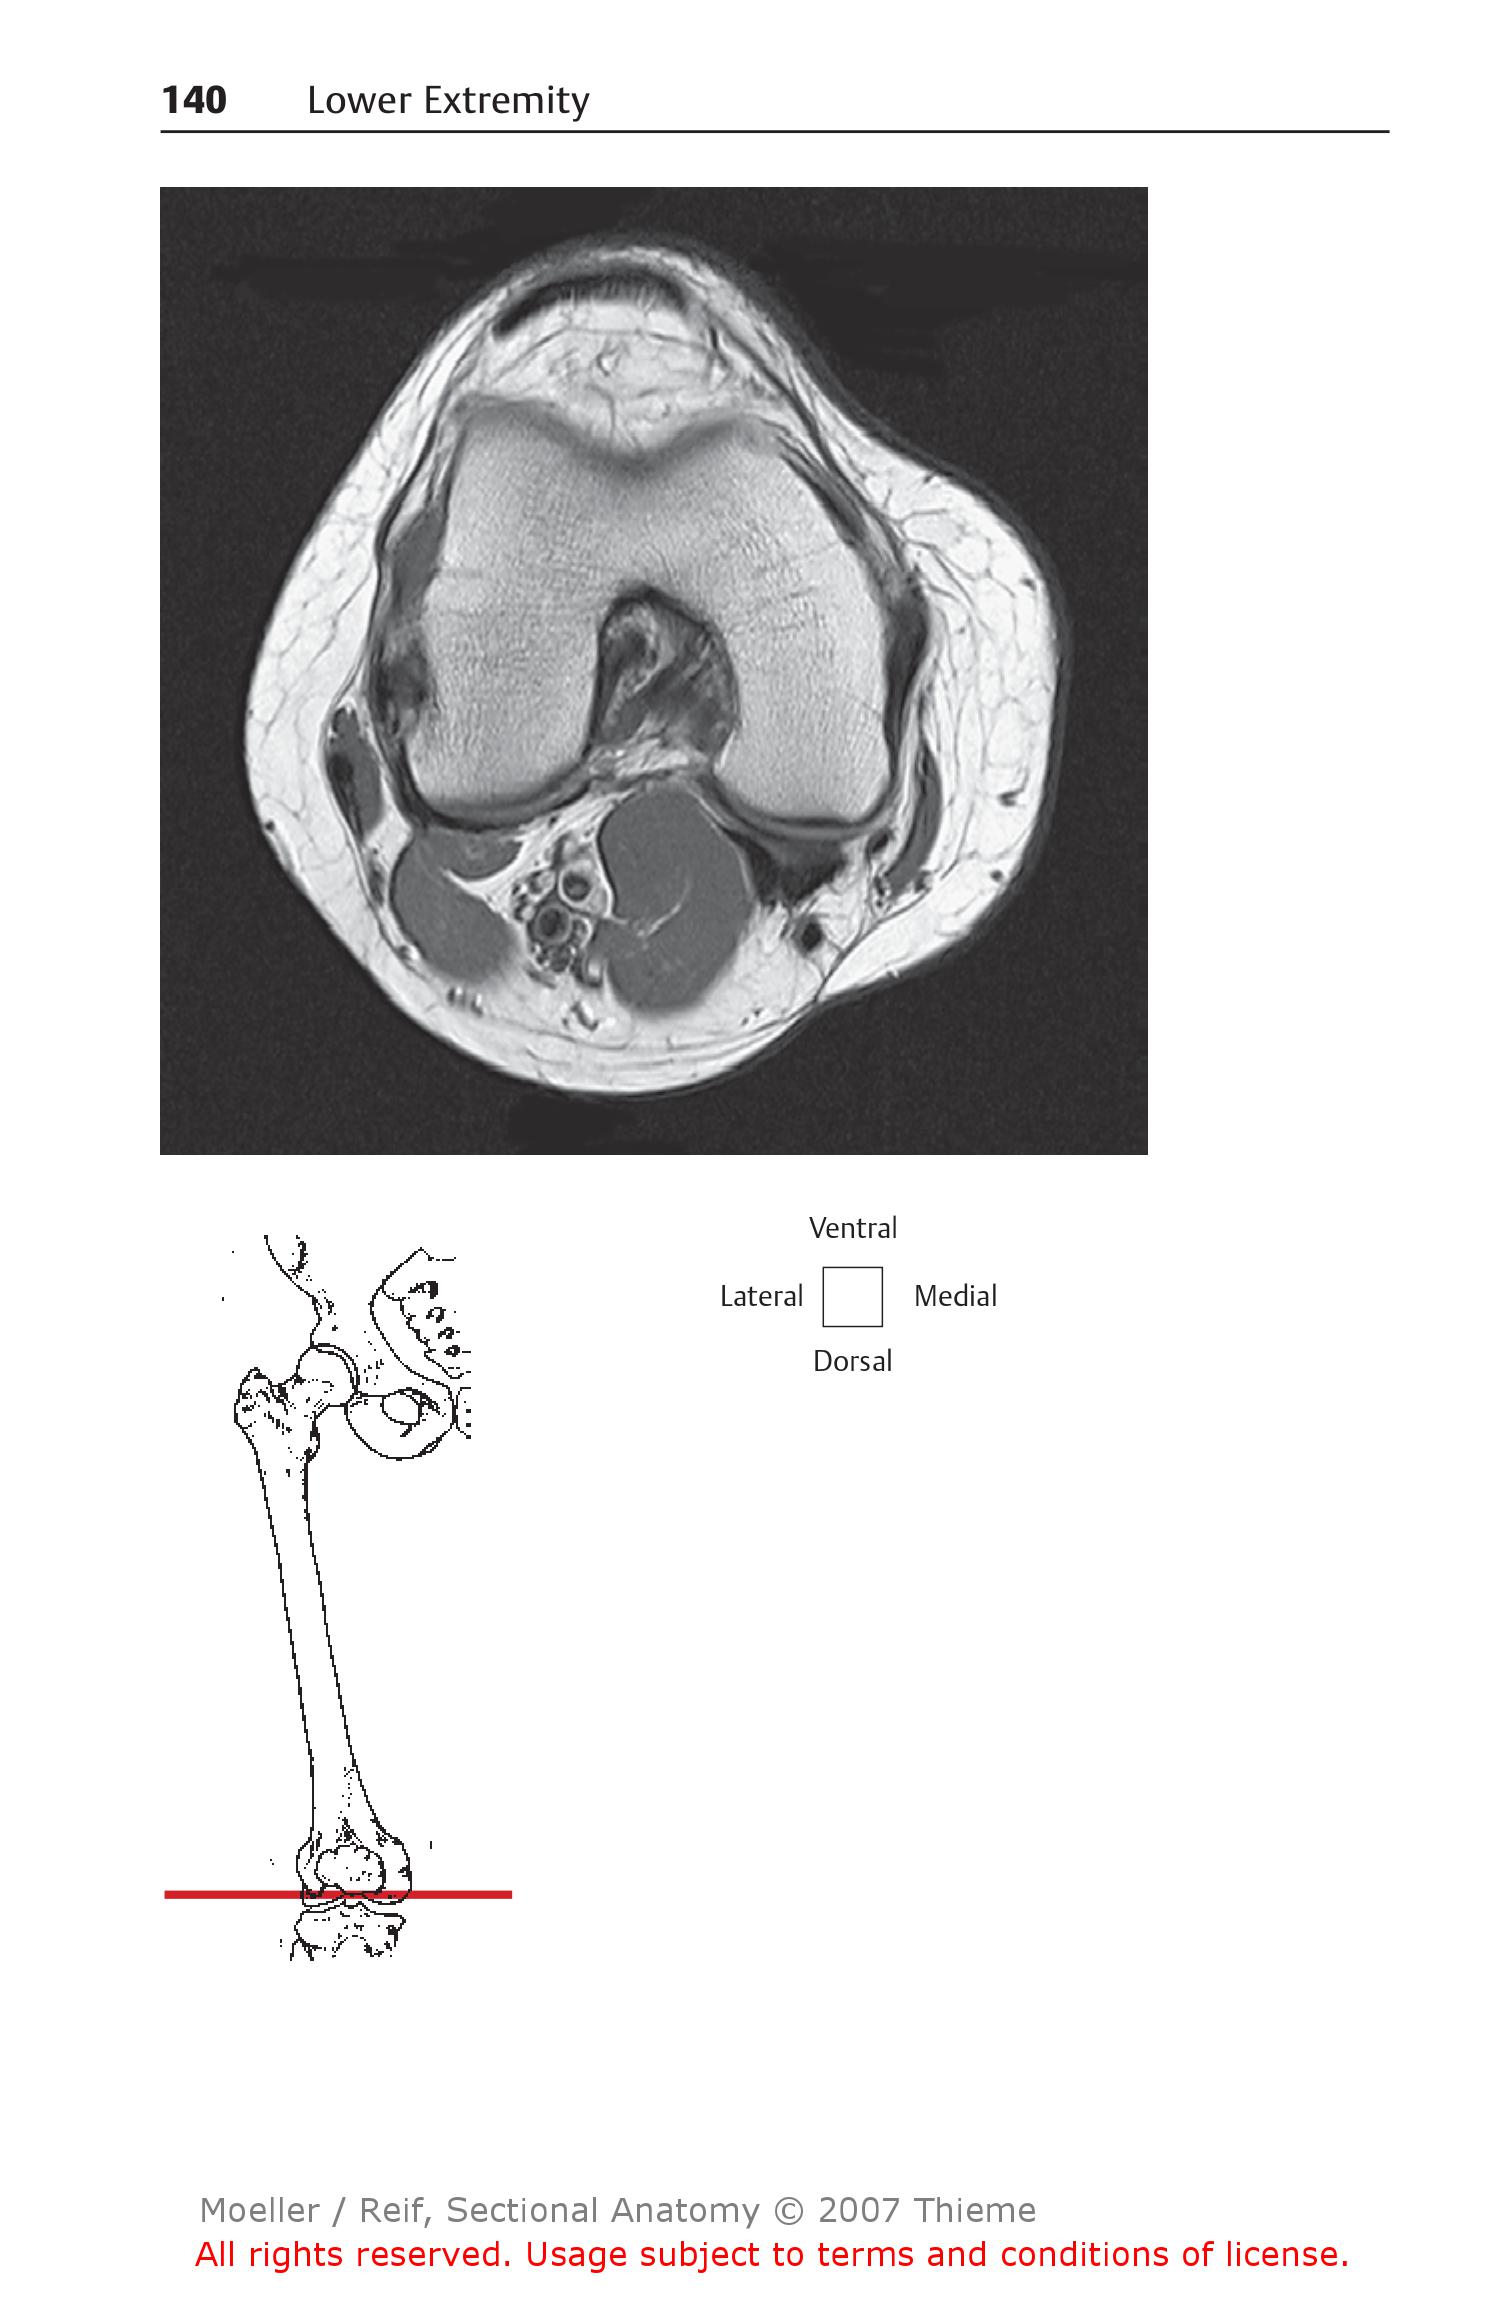 140 Lower Extremity
Ventral
Lateral Medial
Dorsal
Moeller / Reif, Sectional Anatomy © 2007 Thieme
All rights reserved. Usage subject to terms and conditions of license.